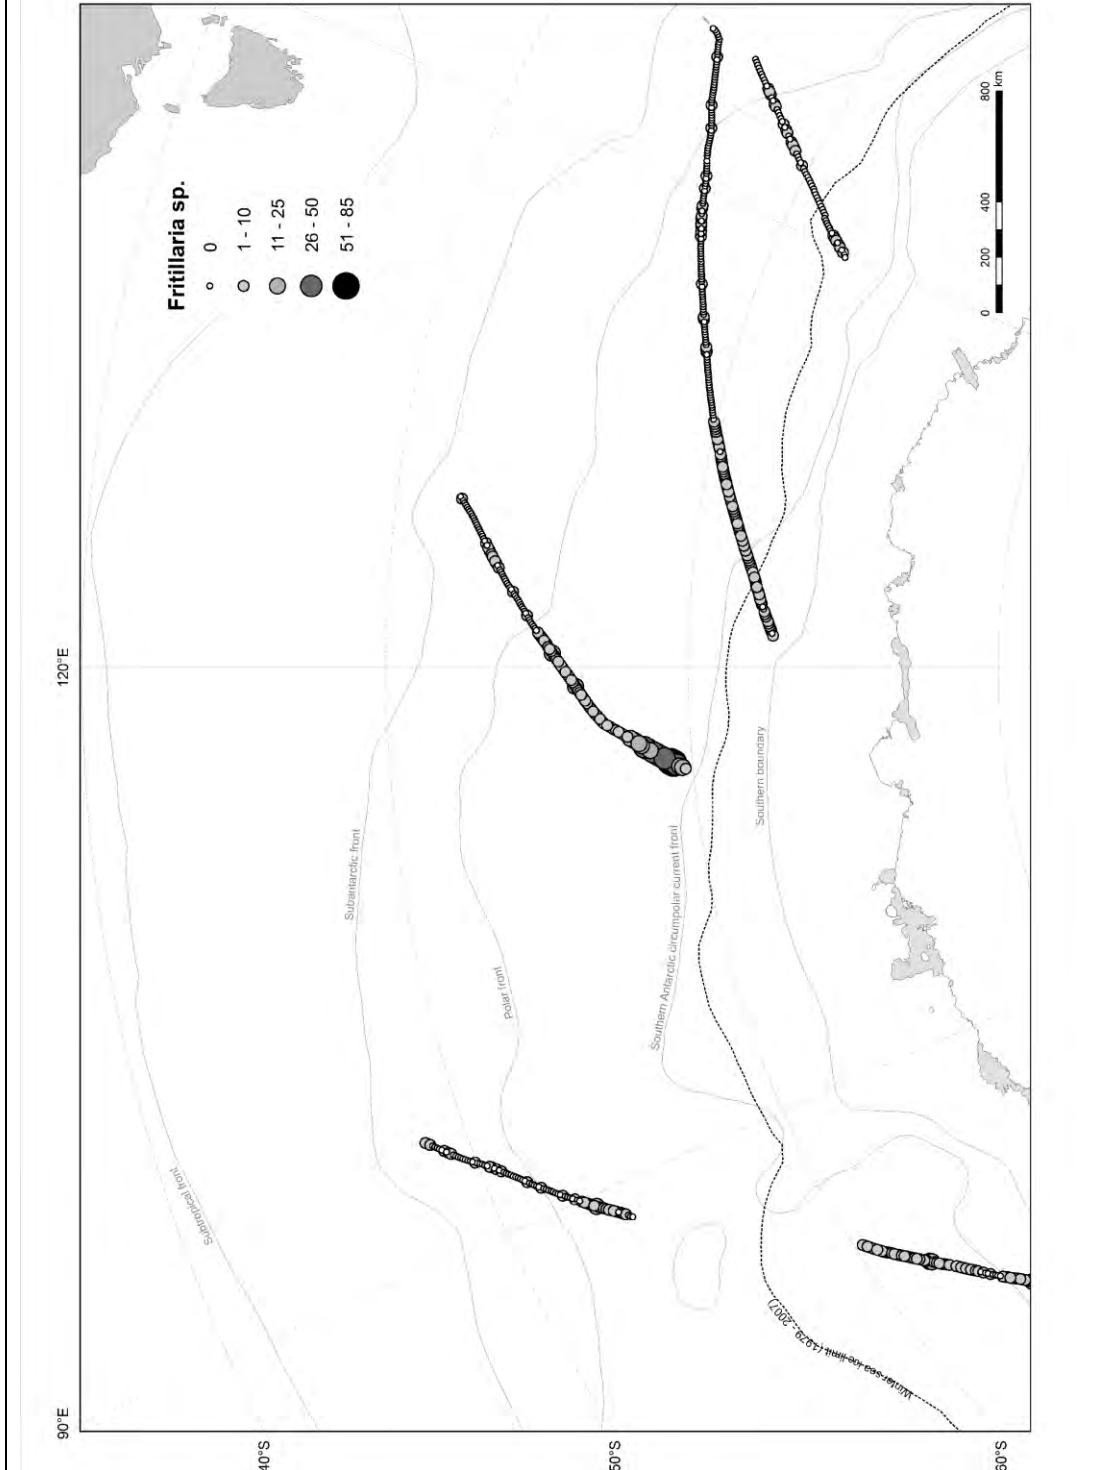 Fritillaria sp.
0
1 - 10
11 - 25
26 - 50
51 - 85
0
200
400
800
km
120°E
90°E
Subtropical front
Subantarctic front
Polar front
Southern Antarctic circumpolar current front
Southern boundary
Winter sea ice limit (1979 - 2007)
40°S
50°S
60°S